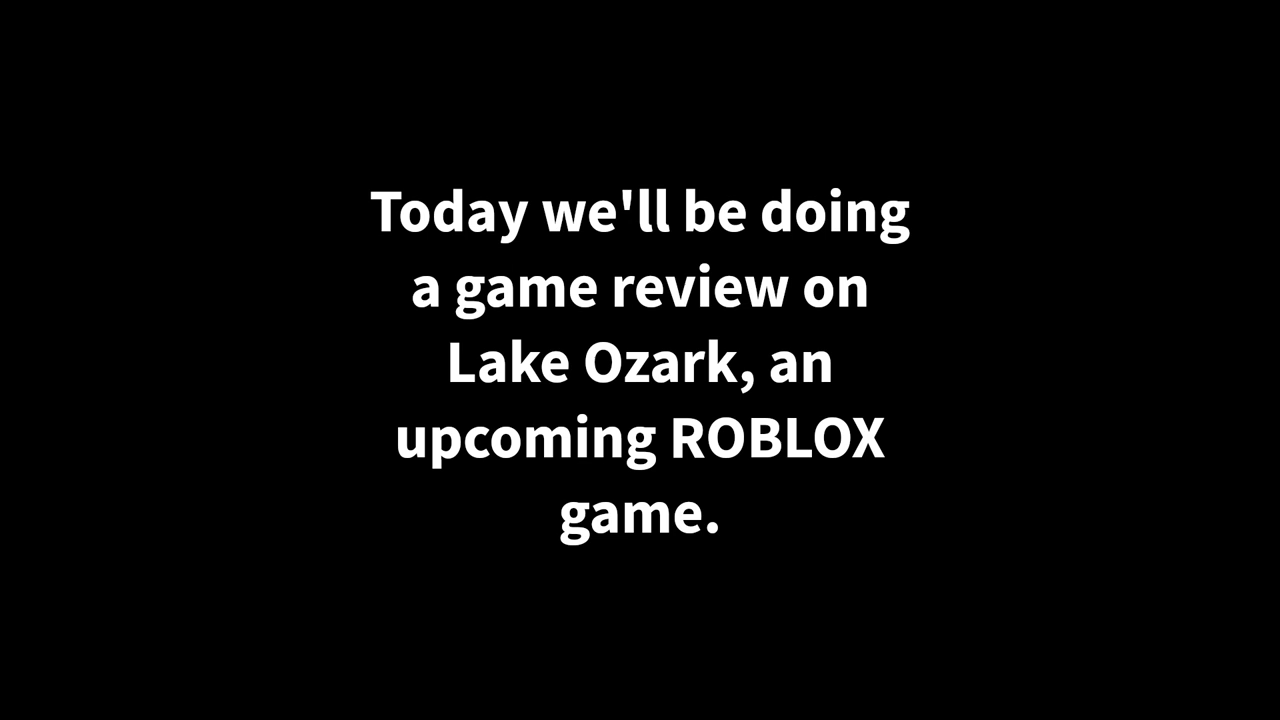 Today we'll be doing
a game review on
Lake Ozark, an
upcoming ROBLOX
game.